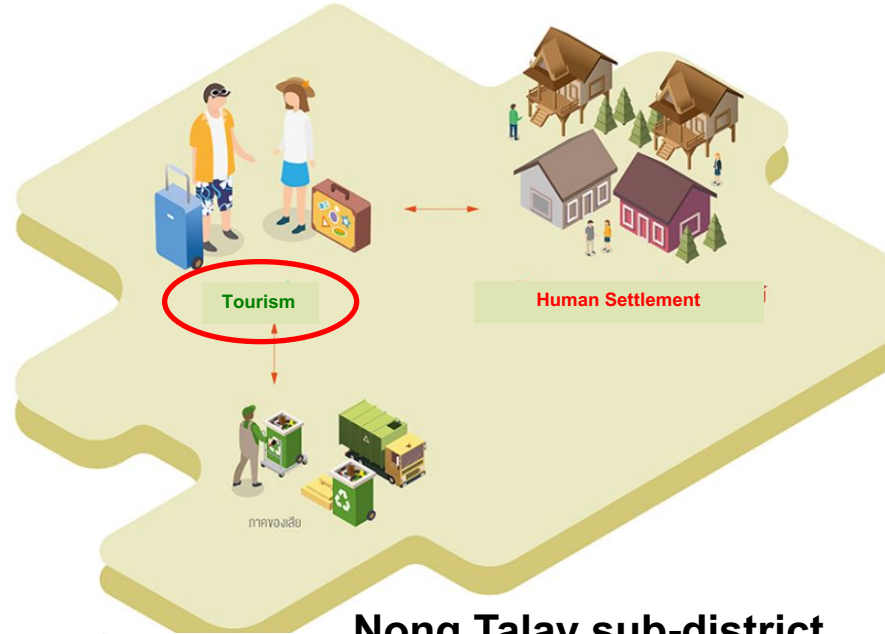 Tourism
Human Settlement
ภาคของเสีย
Nong Talay sub-district